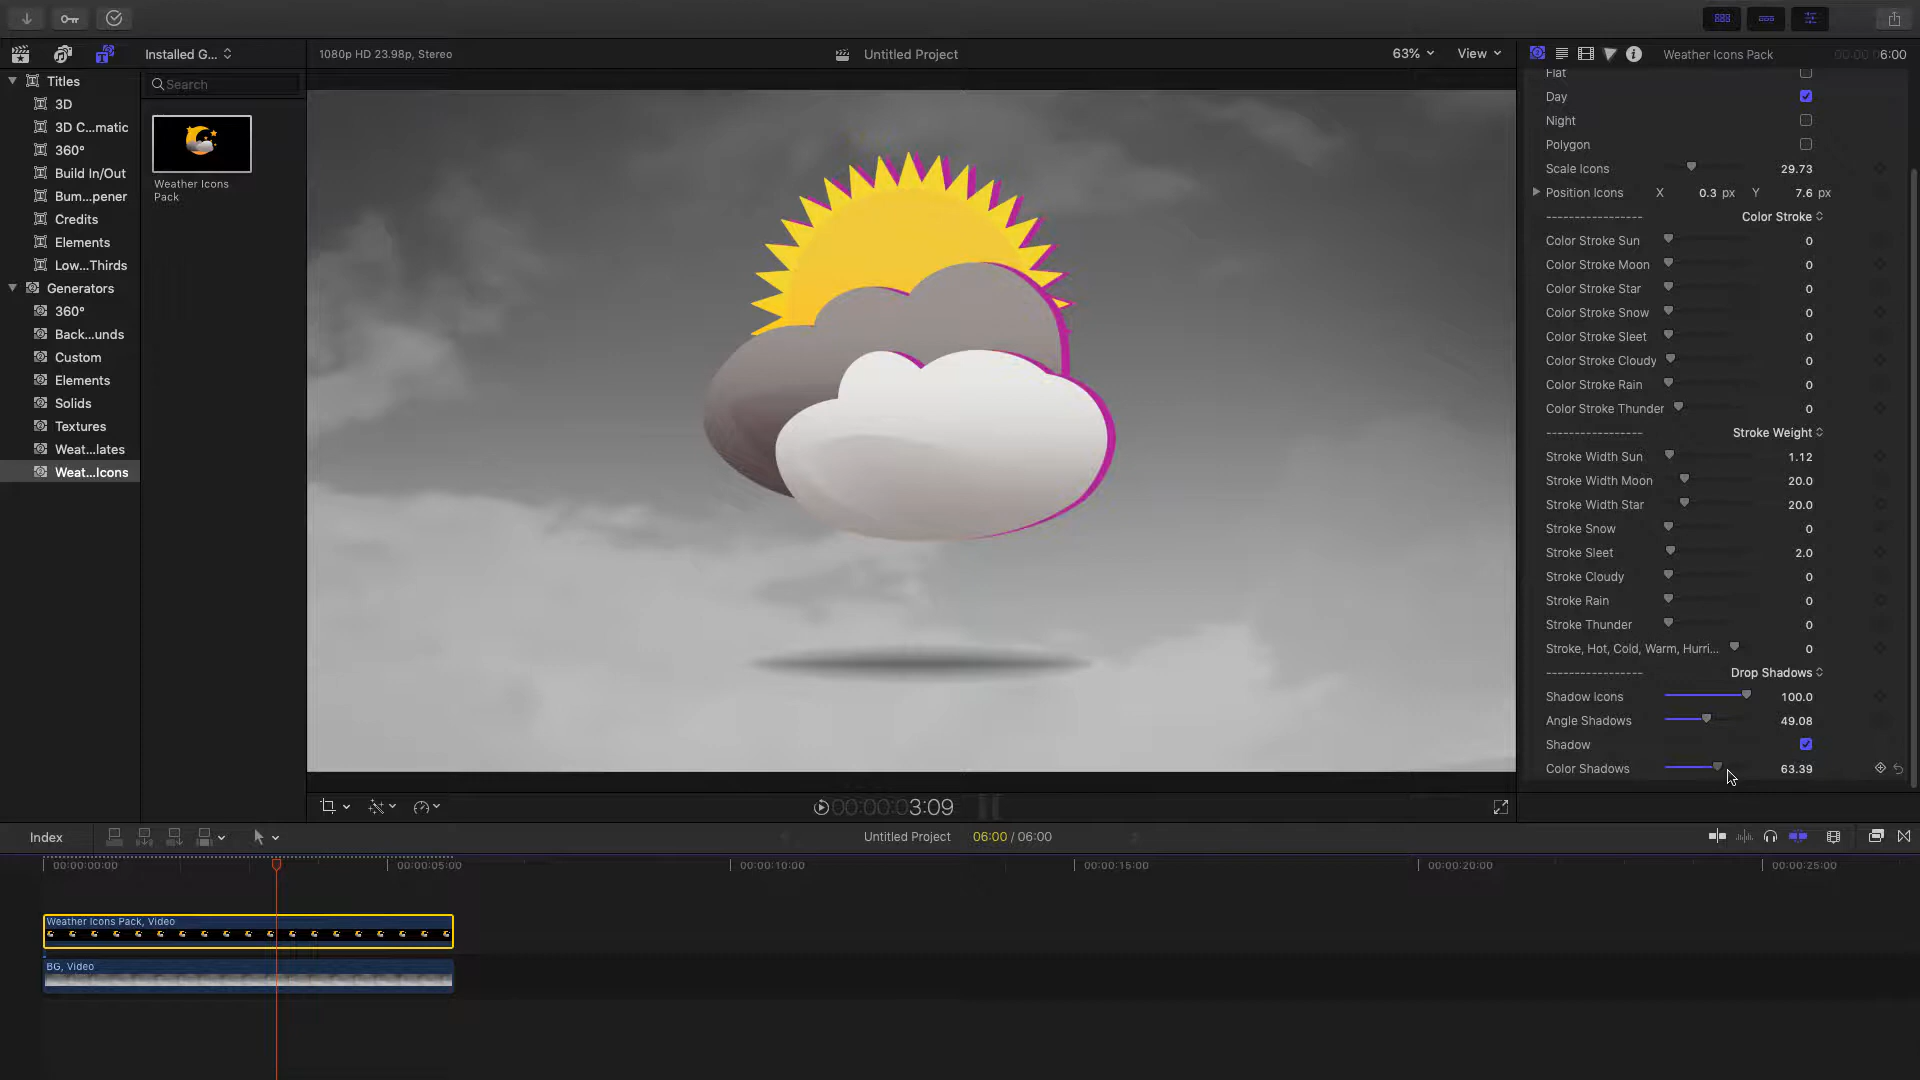 Installed G...
1080p HD 23.98p, Stereo
Untitled Project
63%
View
Weather Icons Pack
00:00:06:00
Titles
3D
3D C...matic
360°
Build In/Out
Bum...pener
Credits
Elements
Low...Thirds
Generators
360°
Back...unds
Custom
Elements
Solids
Textures
Weat...lates
Weat...Icons
Search
Weather Icons
Pack
Flat
Day
Night
Polygon
Scale Icons 29.73
Position Icons X 0.3 px Y 7.6 px
----------------- Color Stroke
Color Stroke Sun 0
Color Stroke Moon 0
Color Stroke Star 0
Color Stroke Snow 0
Color Stroke Sleet 0
Color Stroke Cloudy 0
Color Stroke Rain 0
Color Stroke Thunder 0
----------------- Stroke Weight
Stroke Width Sun 1.12
Stroke Width Moon 20.0
Stroke Width Star 20.0
Stroke Snow 0
Stroke Sleet 2.0
Stroke Cloudy 0
Stroke Rain 0
Stroke Thunder 0
Stroke, Hot, Cold, Warm, Hurri... 0
----------------- Drop Shadows
Shadow Icons 100.0
Angle Shadows 49.08
Shadow
Color Shadows 63.39
00:00:03:09
Index
Untitled Project
06:00 / 06:00
00:00:00:00
00:00:05:00
00:00:10:00
00:00:15:00
00:00:20:00
00:00:25:00
Weather Icons Pack, Video
BG, Video